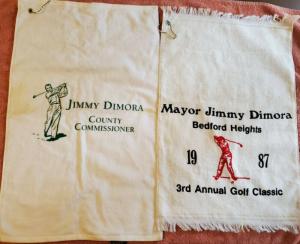 JIMMY DIMORA
COUNTY
COMMISSIONER
Mayor Jimmy Dimora
Bedford Heights
19 87
3rd Annual Golf Classic